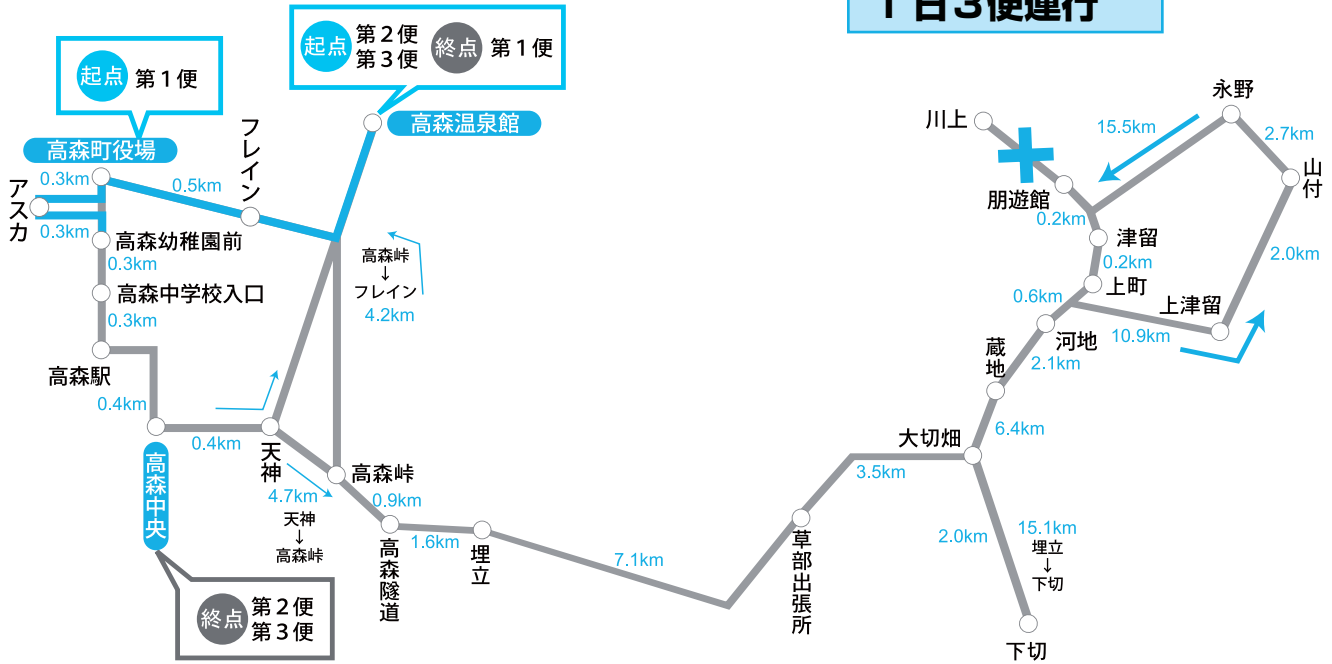 1日3便運行
起点 第2便
第3便
終点 第1便
起点 第1便
高森温泉館
高森町役場
フレイン
アスカ
0.3km
0.5km
0.3km
高森幼稚園前
0.3km
高森中学校入口
0.3km
高森駅
0.4km
0.4km
高森中央
終点 第2便
第3便
天神
4.7km
天神
↓
高森峠
高森峠
↓
フレイン
4.2km
高森峠
0.9km
高森隧道
1.6km
埋立
7.1km
草部出張所
3.5km
大切畑
2.0km
15.1km
埋立
↓
下切
下切
6.4km
蔵地
2.1km
河地
0.6km
上町
0.2km
津留
0.2km
朋遊館
川上
10.9km
上津留
2.0km
山付
2.7km
永野
15.5km